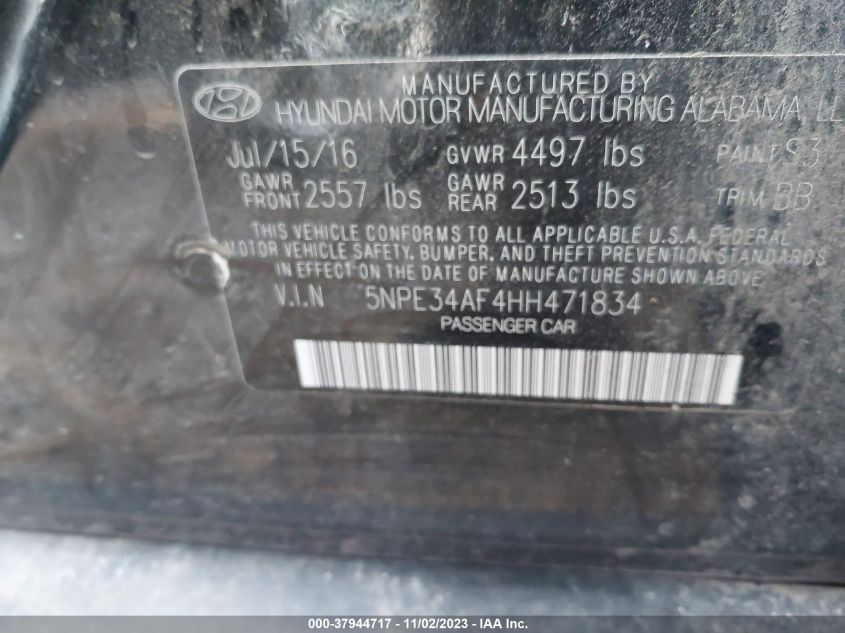 MANUFACTURED BY
HYUNDAI MOTOR MANUFACTURING ALABAMA, LL
Jul/15/16 GVWR 4497 lbs PAINT S3
GAWR FRONT 2557 lbs GAWR REAR 2513 lbs TRIM BB
THIS VEHICLE CONFORMS TO ALL APPLICABLE U.S.A. FEDERAL
MOTOR VEHICLE SAFETY, BUMPER, AND THEFT PREVENTION STANDARDS
IN EFFECT ON THE DATE OF MANUFACTURE SHOWN ABOVE
V.I.N 5NPE34AF4HH471834
PASSENGER CAR
000-37944717 - 11/02/2023 - IAA Inc.